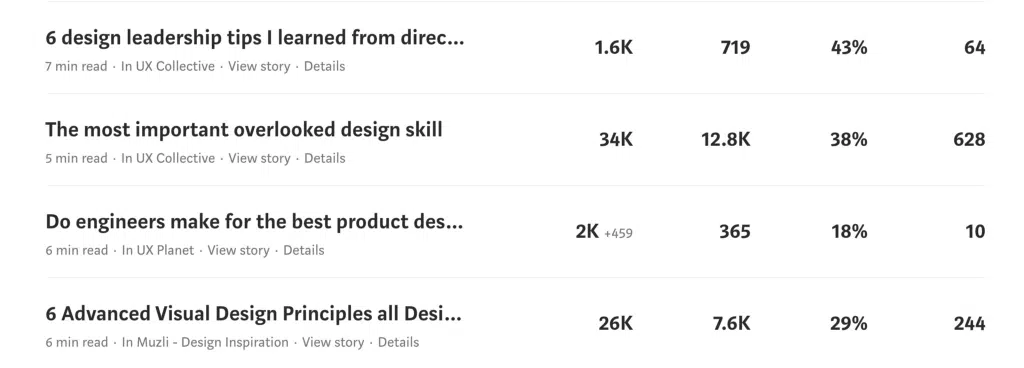 6 design leadership tips I learned from direc...
1.6K 719 43% 64
7 min read · In UX Collective · View story · Details
The most important overlooked design skill
34K 12.8K 38% 628
5 min read · In UX Collective · View story · Details
Do engineers make for the best product des...
2K +459 365 18% 10
6 min read · In UX Planet · View story · Details
6 Advanced Visual Design Principles all Desi...
26K 7.6K 29% 244
6 min read · In Muzli - Design Inspiration · View story · Details